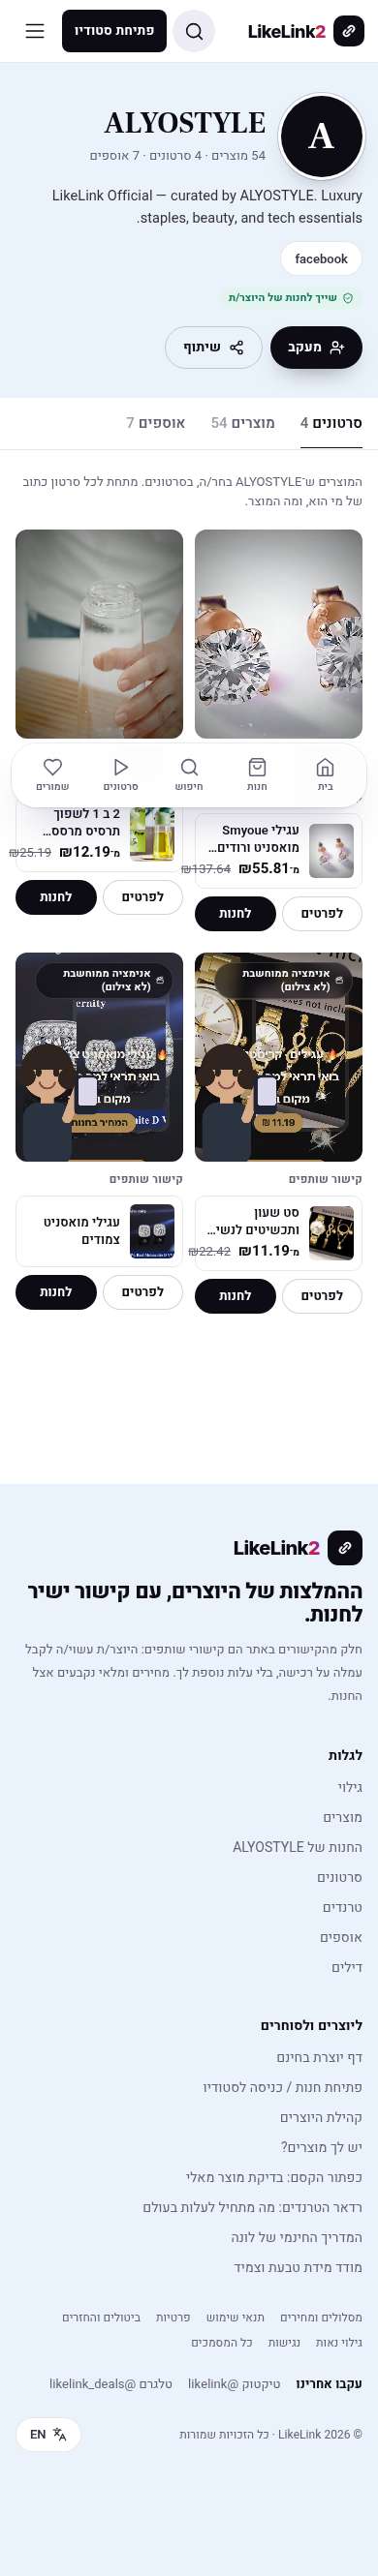 LikeLink2
פתיחת סטודיו
A
ALYOSTYLE
54 מוצרים · 4 סרטונים · 7 אוספים
LikeLink Official — curated by ALYOSTYLE. Luxury
staples, beauty, and tech essentials.
facebook
שייך לחנות של היוצר/ת
מעקב
שיתוף
סרטונים 4
מוצרים 54
אוספים 7
המוצרים ש־ALYOSTYLE בחר/ה, בסרטונים. מתחת לכל סרטון כתוב
של מי הוא, ומה המוצר.
בית
חנות
חיפוש
סרטונים
שמורים
עגילי Smyoue
מואסניט ורודים...
מ־55.81₪ 137.64₪
לפרטים
לחנות
2 ב 1 לשפוך
תרסיס מרסס...
מ־12.19₪ 25.19₪
לפרטים
לחנות
אנימציה ממוחשבת
(לא צילום)
oxes not inclu
11.19 ₪
קישור שותפים
סט שעון
ותכשיטים לנשי...
מ־11.19₪ 22.42₪
לפרטים
לחנות
אנימציה ממוחשבת
(לא צילום)
ernity
המחיר בחנות
קישור שותפים
עגילי מואסניט
צמודים
לפרטים
לחנות
LikeLink2
ההמלצות של היוצרים, עם קישור ישיר
לחנות.
חלק מהקישורים באתר הם קישורי שותפים: היוצר/ת עשוי/ה לקבל
עמלה על רכישה, בלי עלות נוספת לך. מחירים ומלאי נקבעים אצל
החנות.
לגלות
גילוי
מוצרים
החנות של ALYOSTYLE
סרטונים
טרנדים
אוספים
דילים
ליוצרים ולסוחרים
דף יוצרת בחינם
פתיחת חנות / כניסה לסטודיו
קהילת היוצרים
יש לך מוצרים?
כפתור הקסם: בדיקת מוצר מאלי
רדאר הטרנדים: מה מתחיל לעלות בעולם
המדריך החינמי של לונה
מודד מידת טבעת וצמיד
מסלולים ומחירים
תנאי שימוש
פרטיות
ביטולים והחזרים
גילוי נאות
נגישות
כל המסמכים
עקבו אחרינו
טיקטוק @likelink
טלגרם @likelink_deals
© 2026 LikeLink · כל הזכויות שמורות
EN